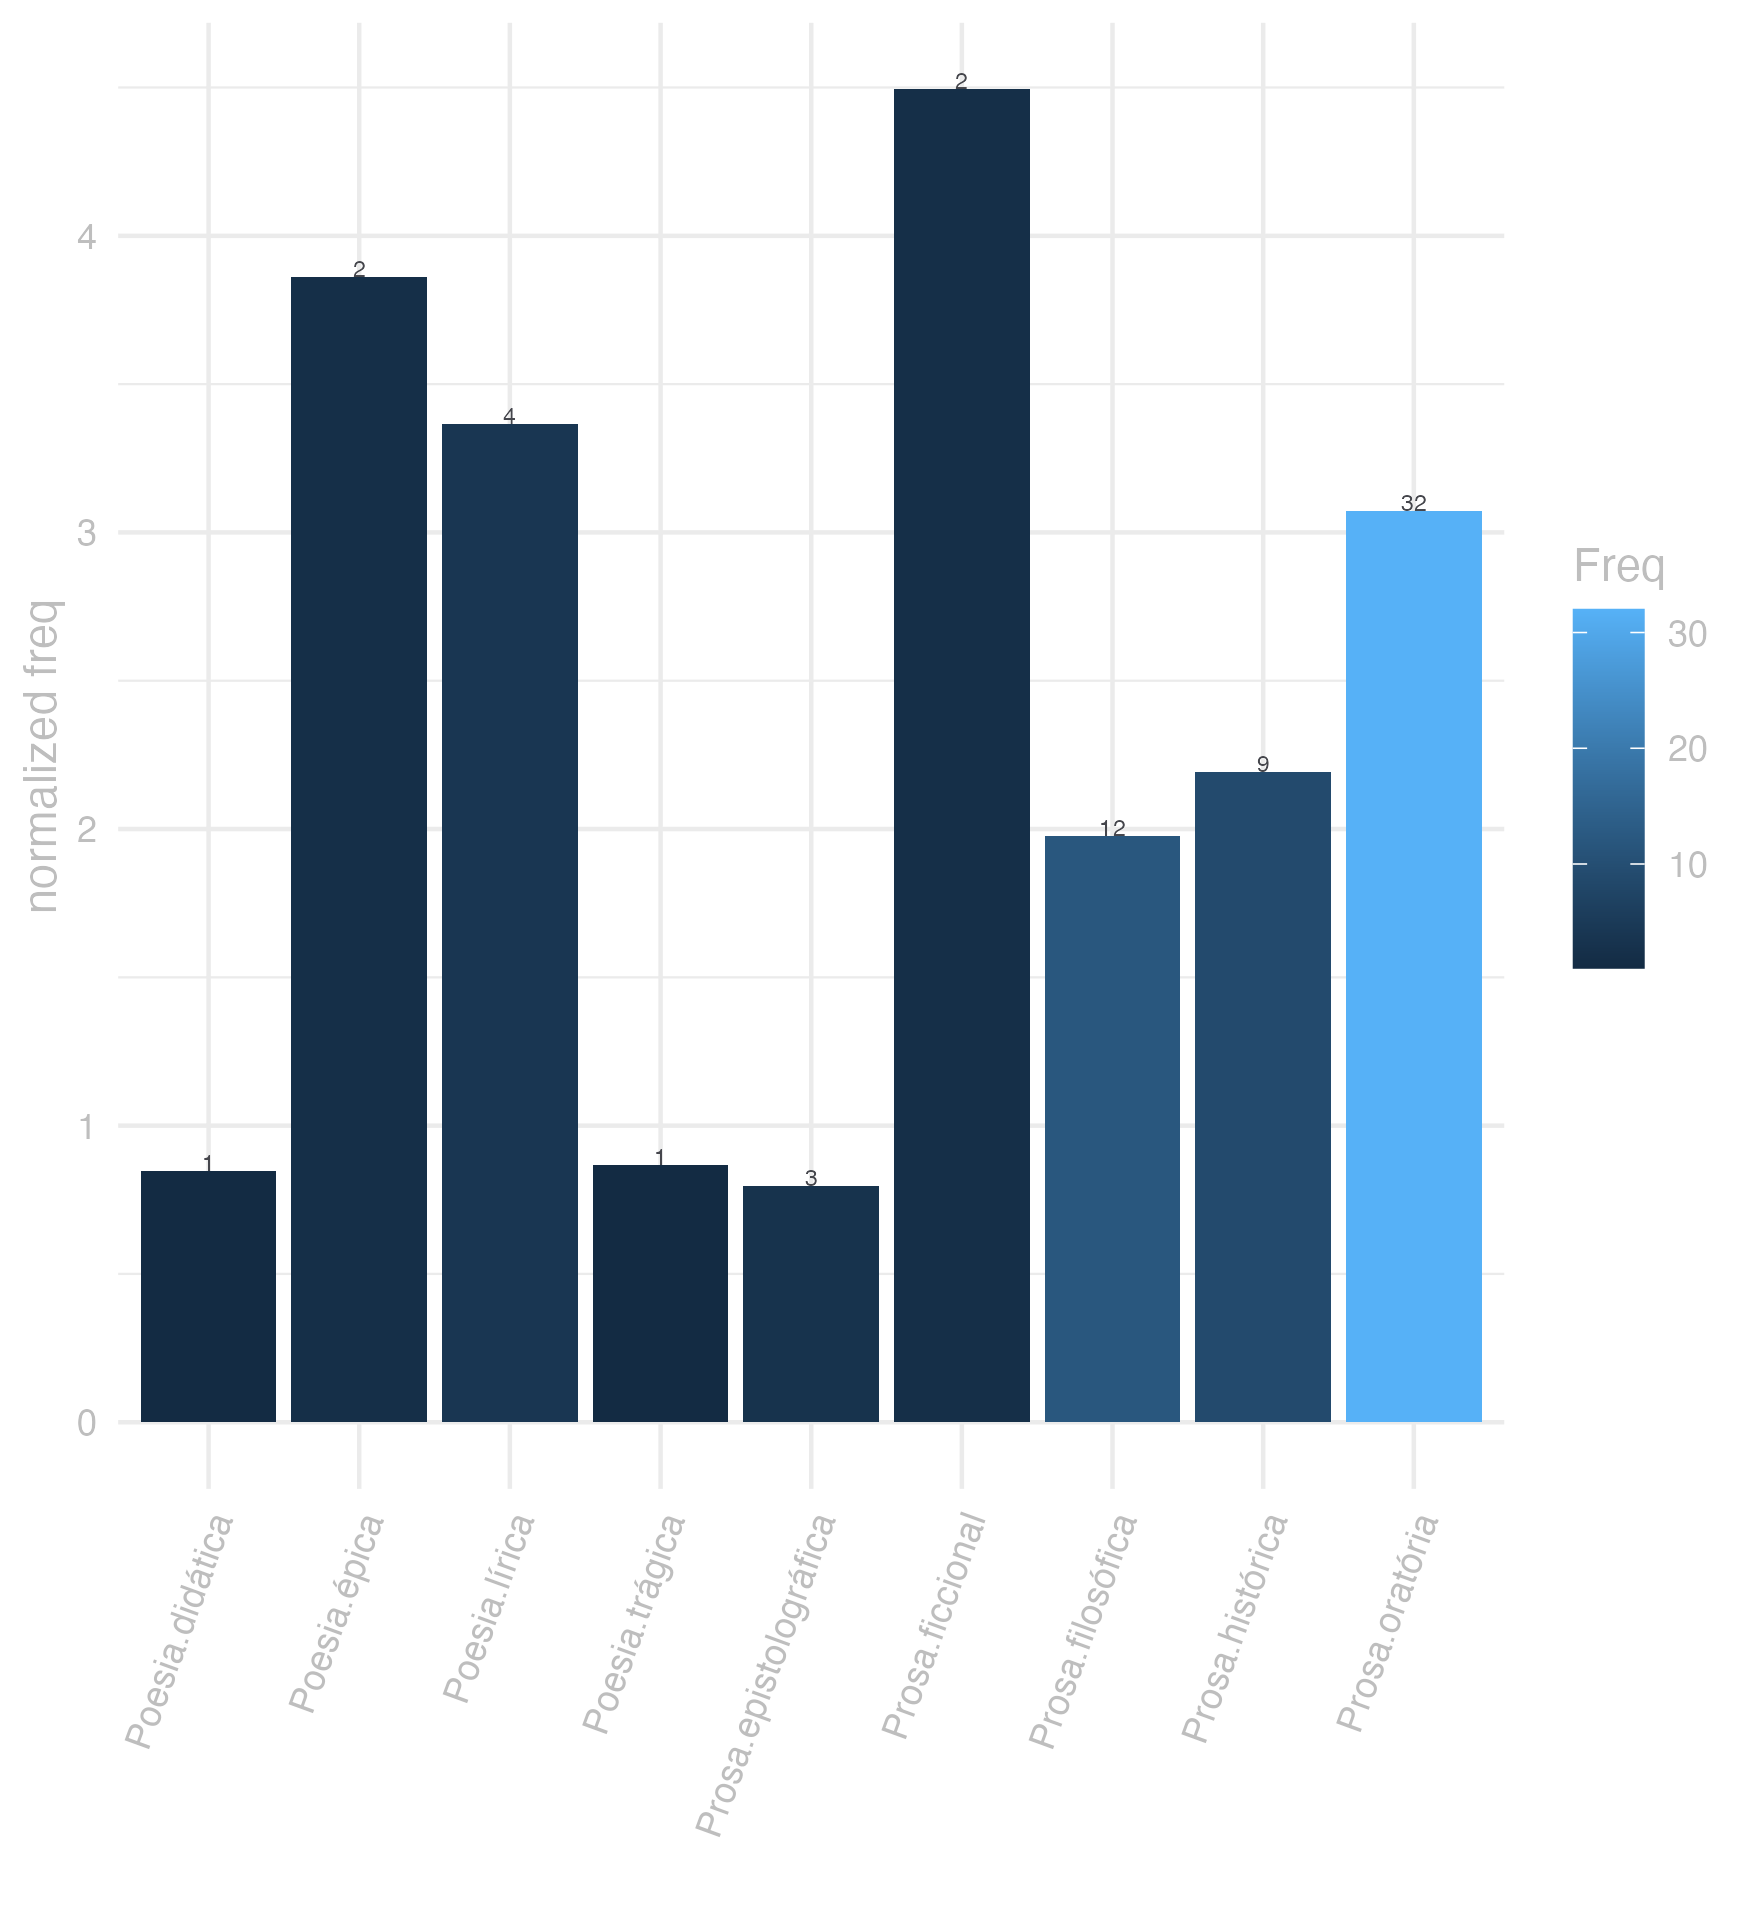 2
4
2
4
3
32
3
9
12
2
1
1
1
3
0
normalized freq
Freq
30
20
10
Poesia.didática
Poesia.épica
Poesia.lírica
Poesia.trágica
Prosa.epistolográfica
Prosa.ficcional
Prosa.filosófica
Prosa.histórica
Prosa.oratória